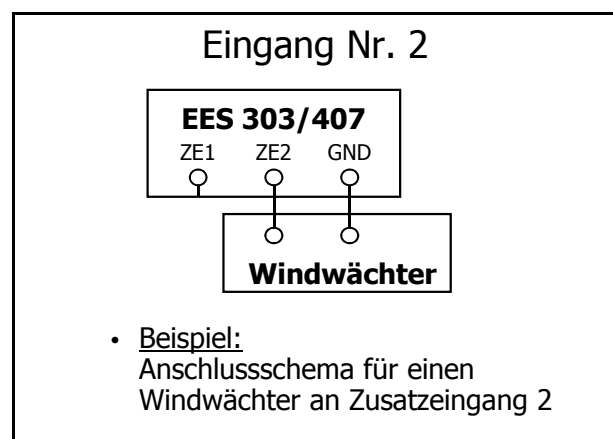 Eingang Nr. 2
EES 303/407
ZE1 ZE2 GND
Windwächter
• Beispiel:
Anschlussschema für einen
Windwächter an Zusatzeingang 2